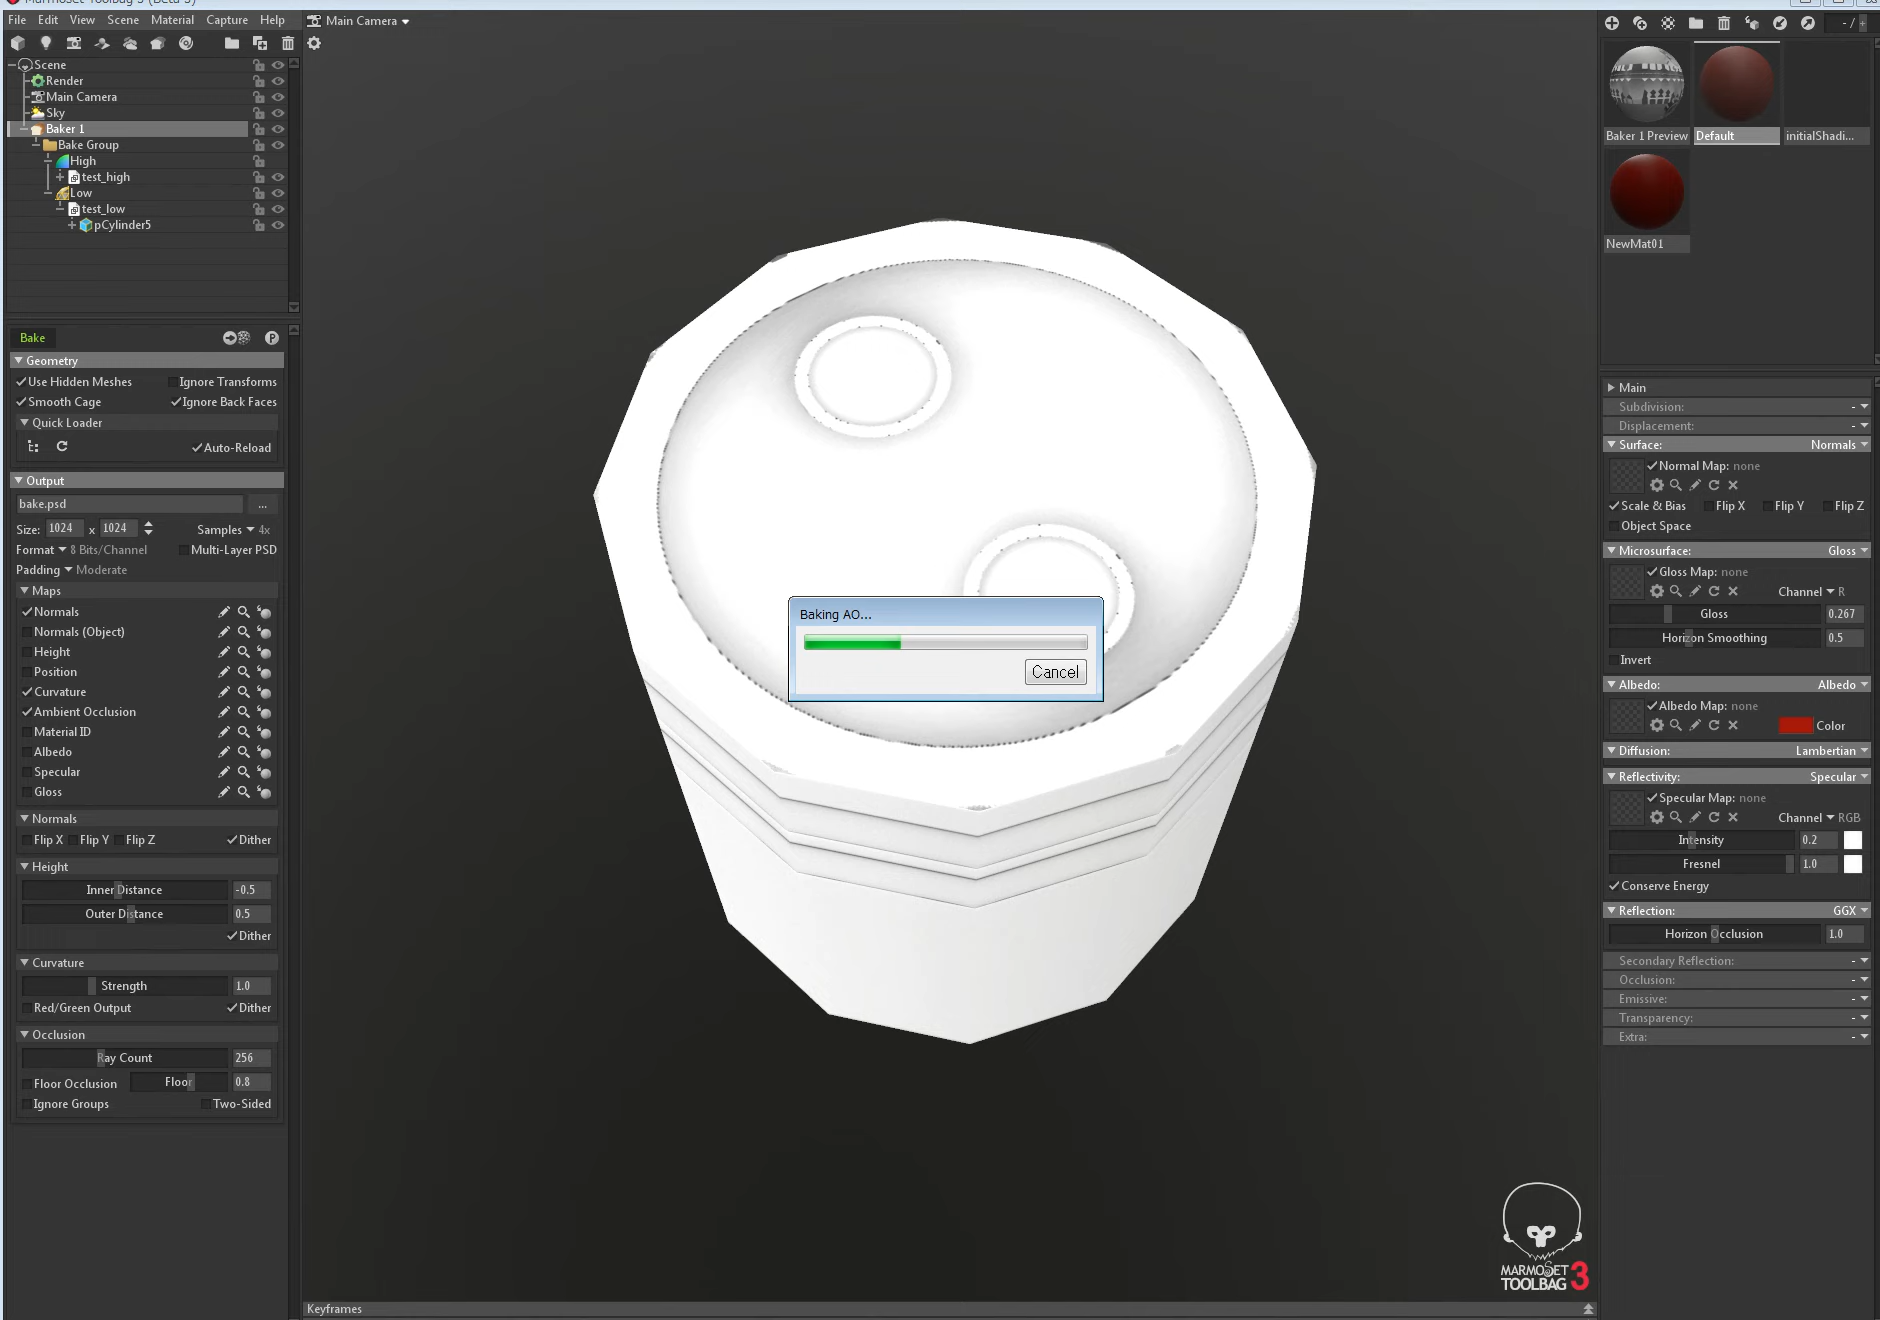 Marmoset Toolbag 3 (Beta 3)
File Edit View Scene Material Capture Help
Main Camera
Scene
Render
Main Camera
Sky
Baker 1
Bake Group
High
test_high
Low
test_low
pCylinder5
Bake
P
Geometry
Use Hidden Meshes Ignore Transforms
Smooth Cage Ignore Back Faces
Quick Loader
Auto-Reload
Output
bake.psd ...
Size: 1024 x 1024 Samples 4x
Format 8 Bits/Channel Multi-Layer PSD
Padding Moderate
Maps
Normals
Normals (Object)
Height
Position
Curvature
Ambient Occlusion
Material ID
Albedo
Specular
Gloss
Normals
Flip X Flip Y Flip Z Dither
Height
Inner Distance -0.5
Outer Distance 0.5
Dither
Curvature
Strength 1.0
Red/Green Output Dither
Occlusion
Ray Count 256
Floor Occlusion Floor 0.8
Ignore Groups Two-Sided
Baking AO...
Cancel
MARMOSET
TOOLBAG 3
Keyframes
- / +
Baker 1 Preview Default initialShadi...
NewMat01
Main
Subdivision: -
Displacement: -
Surface: Normals
Normal Map: none
Scale & Bias Flip X Flip Y Flip Z
Object Space
Microsurface: Gloss
Gloss Map: none
Channel R
Gloss 0.267
Horizon Smoothing 0.5
Invert
Albedo: Albedo
Albedo Map: none
Color
Diffusion: Lambertian
Reflectivity: Specular
Specular Map: none
Channel RGB
Intensity 0.2
Fresnel 1.0
Conserve Energy
Reflection: GGX
Horizon Occlusion 1.0
Secondary Reflection: -
Occlusion: -
Emissive: -
Transparency: -
Extra: -